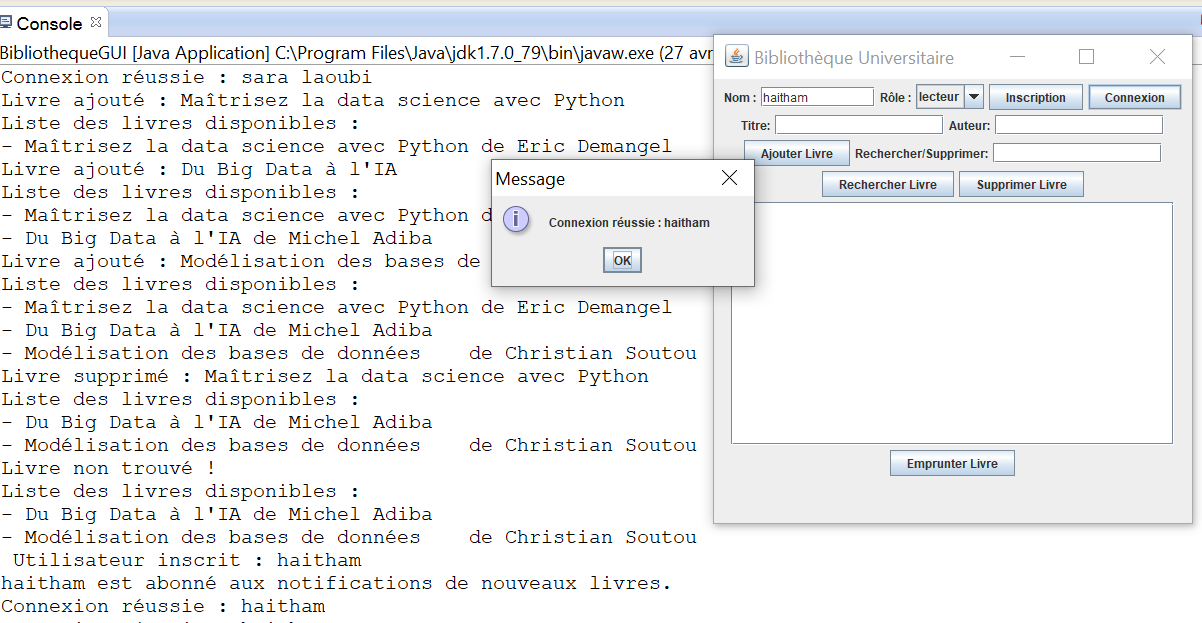 Console
BibliothequeGUI [Java Application] C:\Program Files\Java\jdk1.7.0_79\bin\javaw.exe (27 avr
Connexion réussie : sara laoubi
Livre ajouté : Maîtrisez la data science avec Python
Liste des livres disponibles :
- Maîtrisez la data science avec Python de Eric Demangel
Livre ajouté : Du Big Data à l'IA
Liste des livres disponibles :
- Maîtrisez la data science avec Python d
- Du Big Data à l'IA de Michel Adiba
Livre ajouté : Modélisation des bases de
Liste des livres disponibles :
- Maîtrisez la data science avec Python de Eric Demangel
- Du Big Data à l'IA de Michel Adiba
- Modélisation des bases de données    de Christian Soutou
Livre supprimé : Maîtrisez la data science avec Python
Liste des livres disponibles :
- Du Big Data à l'IA de Michel Adiba
- Modélisation des bases de données    de Christian Soutou
Livre non trouvé !
Liste des livres disponibles :
- Du Big Data à l'IA de Michel Adiba
- Modélisation des bases de données    de Christian Soutou
Utilisateur inscrit : haitham
haitham est abonné aux notifications de nouveaux livres.
Connexion réussie : haitham
Bibliothèque Universitaire
Nom : haitham Rôle : lecteur Inscription Connexion
Titre: Auteur:
Ajouter Livre Rechercher/Supprimer:
Rechercher Livre Supprimer Livre
Emprunter Livre
Message
Connexion réussie : haitham
OK